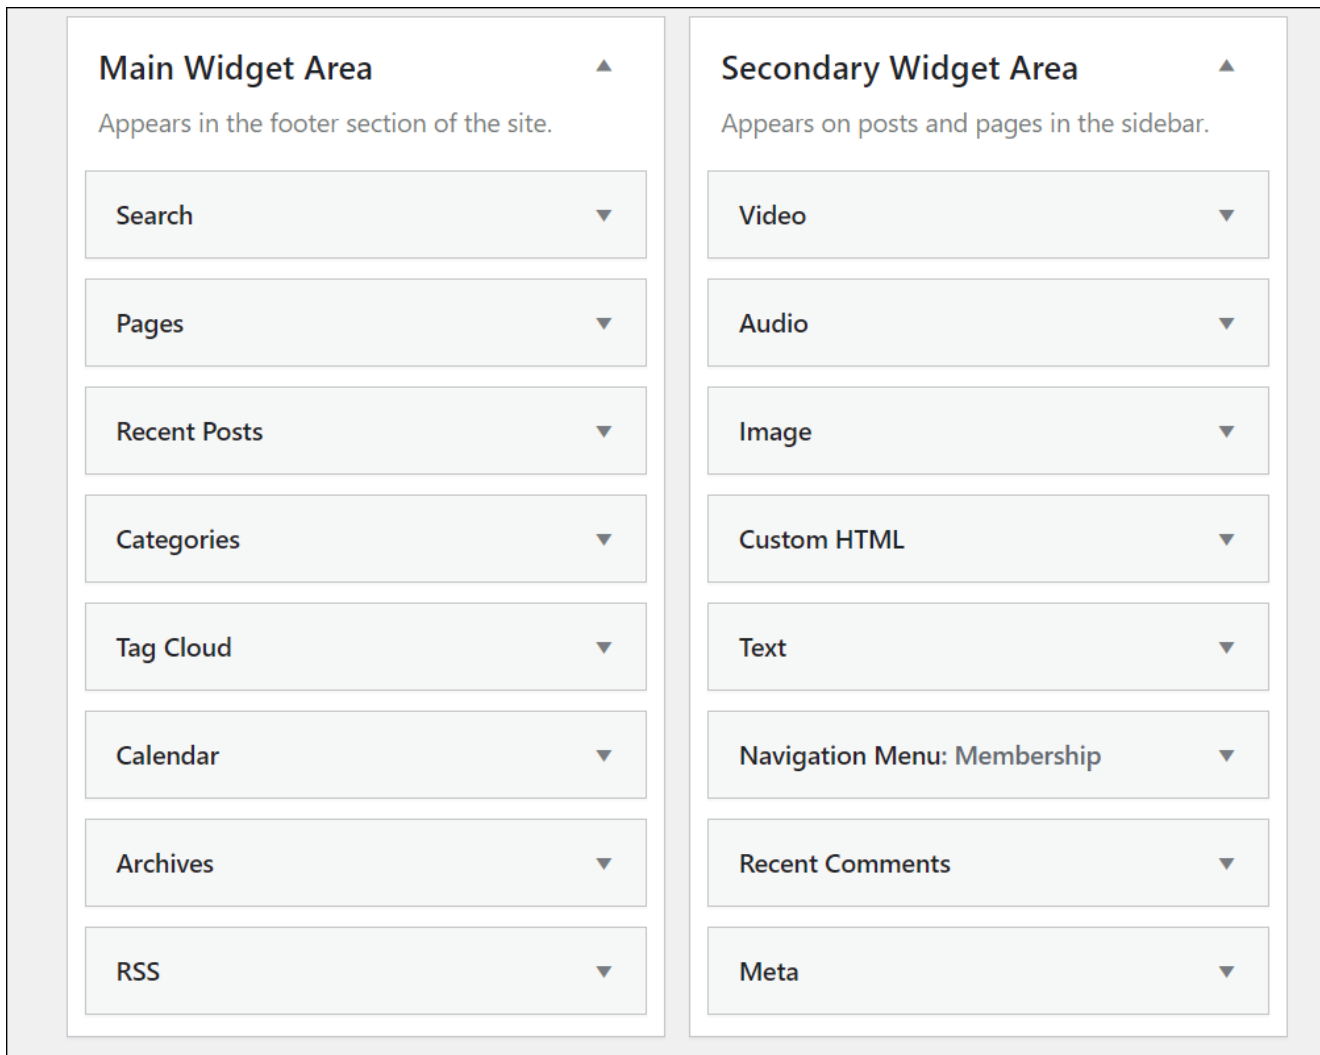 Main Widget Area
Appears in the footer section of the site.
Search
Pages
Recent Posts
Categories
Tag Cloud
Calendar
Archives
RSS
Secondary Widget Area
Appears on posts and pages in the sidebar.
Video
Audio
Image
Custom HTML
Text
Navigation Menu: Membership
Recent Comments
Meta